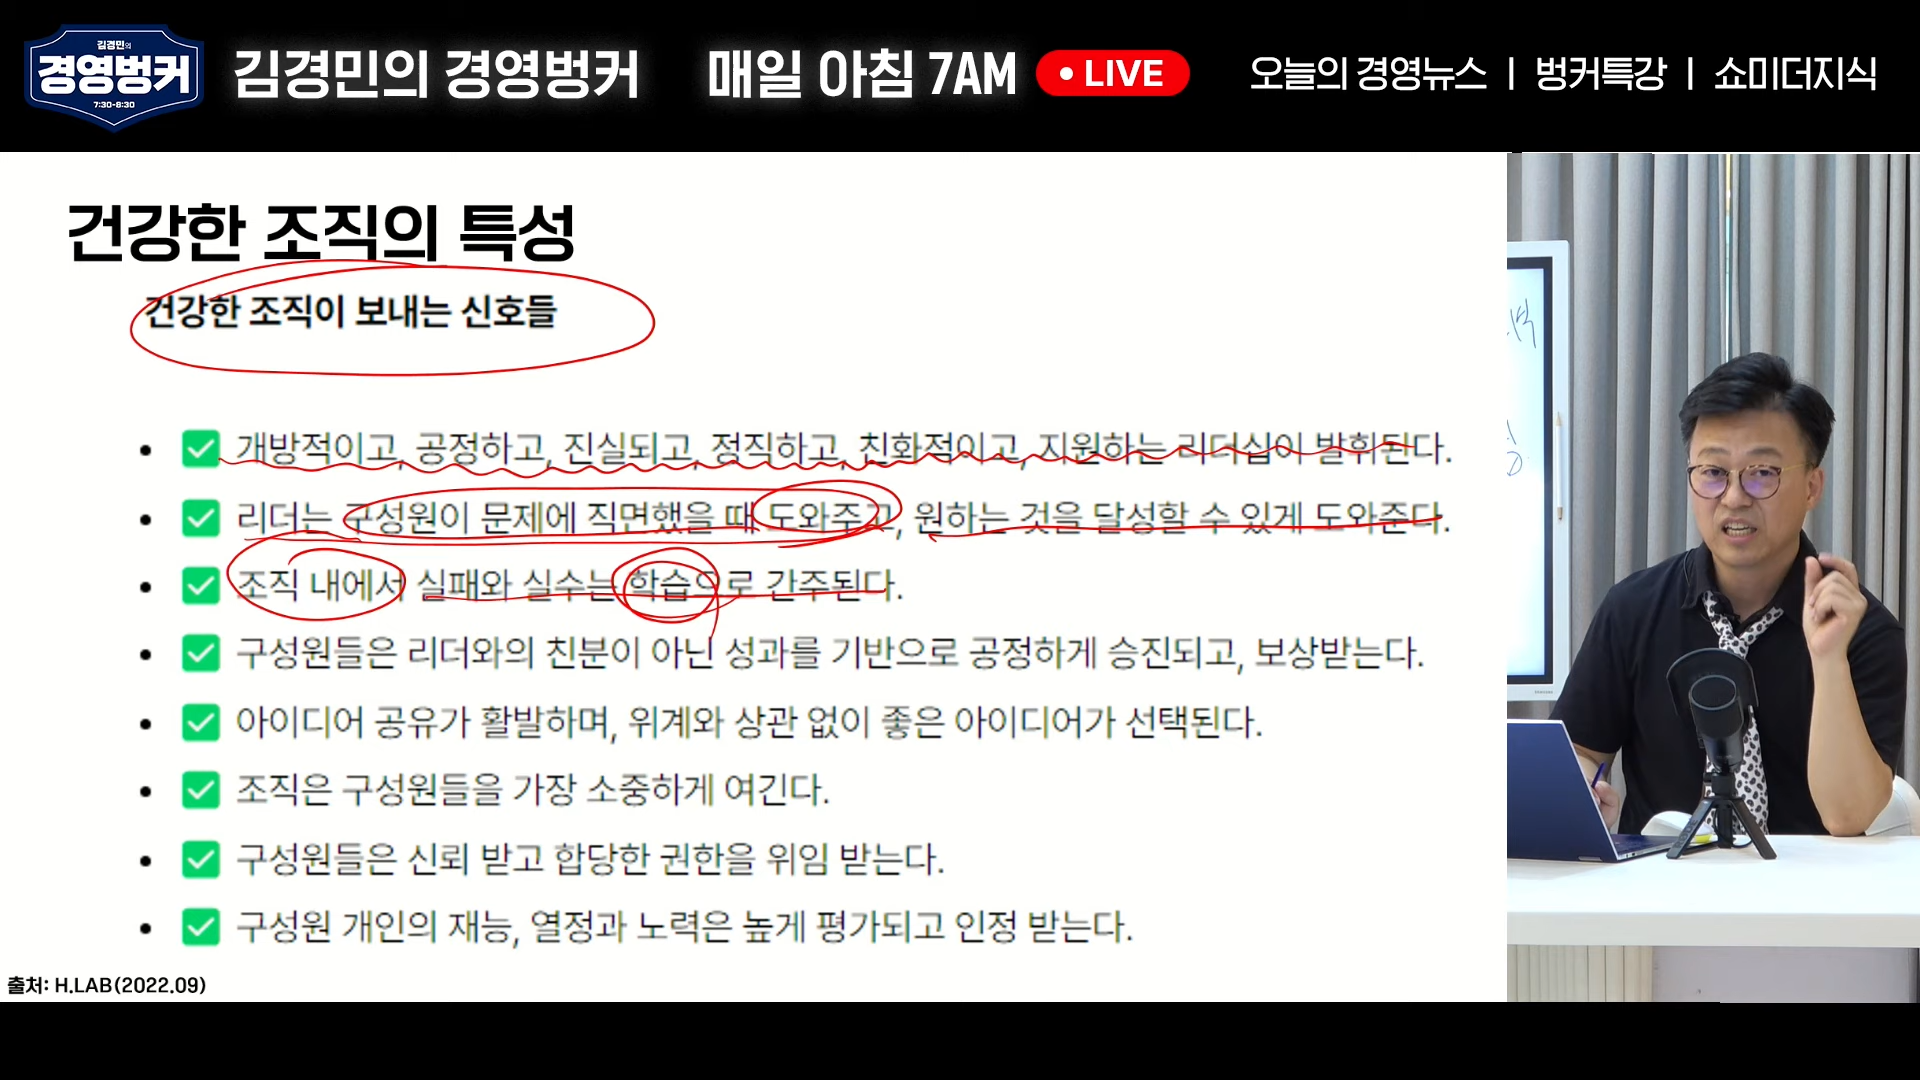 김경민의
경영벙커
7:30-8:30
김경민의 경영벙커 매일 아침 7AM • LIVE 오늘의 경영뉴스 | 벙커특강 | 쇼미더지식
건강한 조직의 특성
건강한 조직이 보내는 신호들
• ✅ 개방적이고, 공정하고, 진실되고, 정직하고, 친화적이고, 지원하는 리더십이 발휘된다.
• ✅ 리더는 구성원이 문제에 직면했을 때 도와주고, 원하는 것을 달성할 수 있게 도와준다.
• ✅ 조직 내에서 실패와 실수는 학습으로 간주된다.
• ✅ 구성원들은 리더와의 친분이 아닌 성과를 기반으로 공정하게 승진되고, 보상받는다.
• ✅ 아이디어 공유가 활발하며, 위계와 상관 없이 좋은 아이디어가 선택된다.
• ✅ 조직은 구성원들을 가장 소중하게 여긴다.
• ✅ 구성원들은 신뢰 받고 합당한 권한을 위임 받는다.
• ✅ 구성원 개인의 재능, 열정과 노력은 높게 평가되고 인정 받는다.
출처: H.LAB(2022.09)